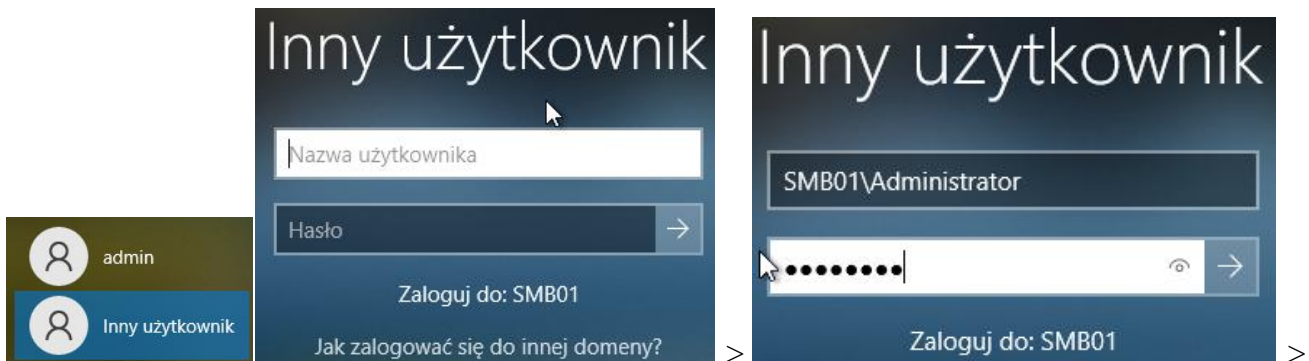 admin
Inny użytkownik
Inny użytkownik
Nazwa użytkownika
Hasło
Zaloguj do: SMB01
Jak zalogować się do innej domeny?
>
Inny użytkownik
SMB01\Administrator
Zaloguj do: SMB01
>